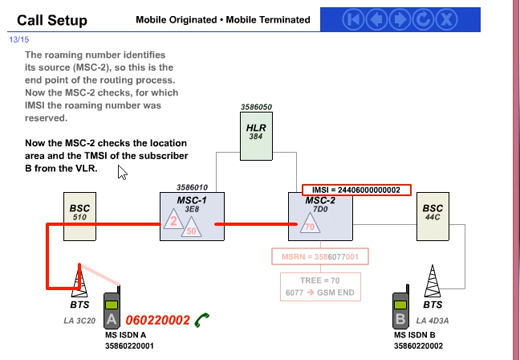 Call Setup
Mobile Originated • Mobile Terminated
13/15
The roaming number identifies
its source (MSC-2), so this is the
end point of the routing process.
Now the MSC-2 checks, for which
IMSI the roaming number was
reserved.
Now the MSC-2 checks the location
area and the TMSI of the subscriber
B from the VLR.
3586050
HLR
384
3586010
MSC-1
3E8
2
50
IMSI = 24406000000002
MSC-2
7D0
70
BSC
510
BSC
44C
MSRN = 3586077001
TREE = 70
6077 → GSM END
BTS
LA 3C20
A
060220002
MS ISDN A
35860220001
BTS
LA 4D3A
B
MS ISDN B
35860220002